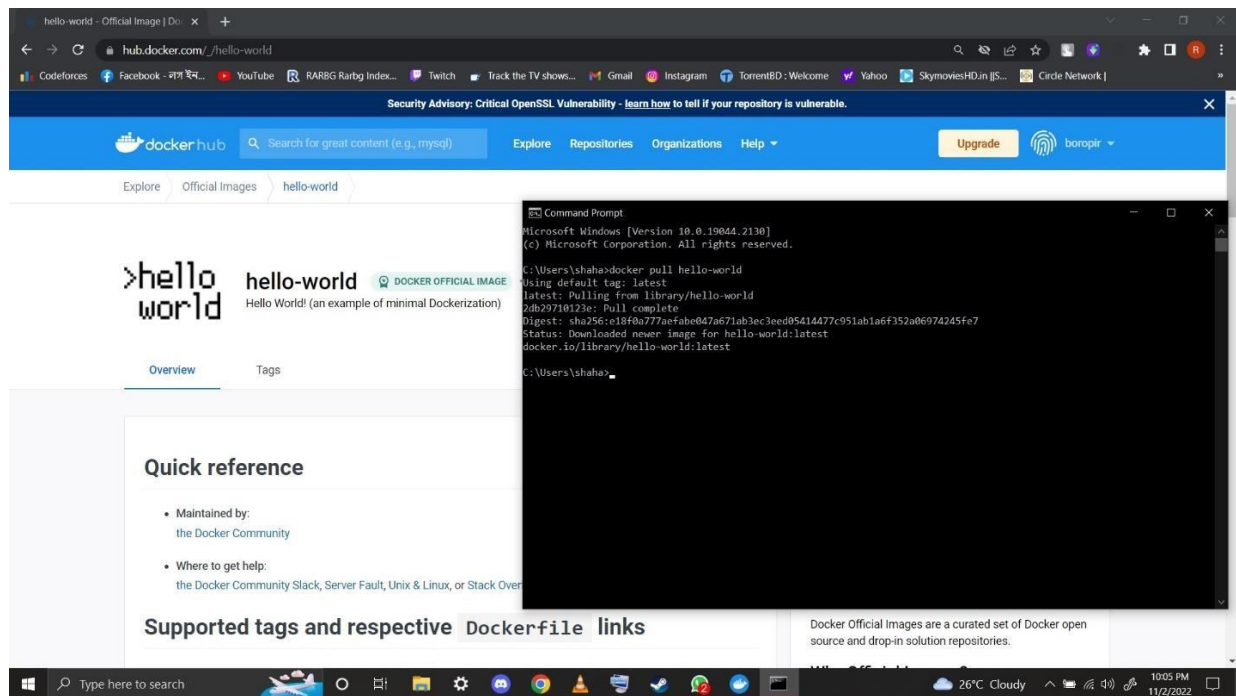 hello-world - Official Image | Do
hub.docker.com/_/hello-world
R
Codeforces
Facebook - লগ ইন...
YouTube
RARBG Rarbg Index...
Twitch
Track the TV shows...
Gmail
Instagram
TorrentBD : Welcome
Yahoo
SkymoviesHD.in ||S...
Circle Network |
»
Security Advisory: Critical OpenSSL Vulnerability - learn how to tell if your repository is vulnerable.
dockerhub
Search for great content (e.g., mysql)
Explore
Repositories
Organizations
Help
Upgrade
boropir
Explore
Official Images
hello-world
>hello
world
hello-world
DOCKER OFFICIAL IMAGE
Hello World! (an example of minimal Dockerization)
Overview
Tags
Quick reference
• Maintained by:
the Docker Community
• Where to get help:
the Docker Community Slack, Server Fault, Unix & Linux, or Stack Over
Supported tags and respective Dockerfile links
Command Prompt
Microsoft Windows [Version 10.0.19044.2130]
(c) Microsoft Corporation. All rights reserved.
C:\Users\shaha>docker pull hello-world
Using default tag: latest
latest: Pulling from library/hello-world
2db29710123e: Pull complete
Digest: sha256:e18f0a777aefabe047a671ab3ec3eed05414477c951ab1a6f352a06974245fe7
Status: Downloaded newer image for hello-world:latest
docker.io/library/hello-world:latest
C:\Users\shaha>
Docker Official Images are a curated set of Docker open
source and drop-in solution repositories.
Type here to search
2
26°C Cloudy
10:05 PM
11/2/2022